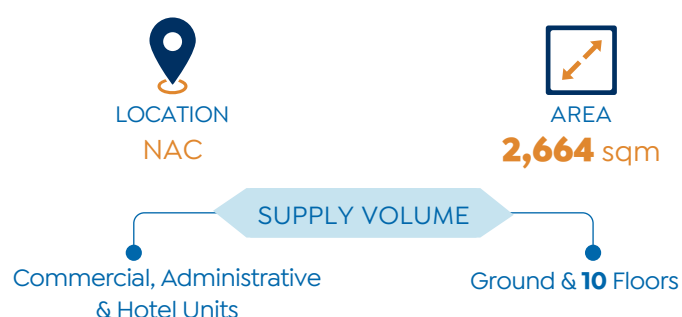 LOCATION
NAC
AREA
2,664 sqm
SUPPLY VOLUME
Commercial, Administrative
& Hotel Units
Ground & 10 Floors